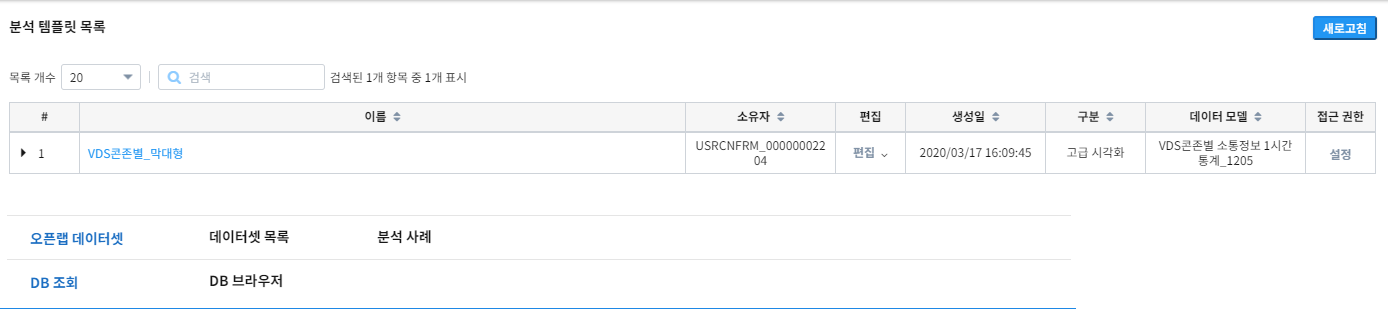 분석 템플릿 목록
새로고침
목록 개수 20 검색 검색된 1개 항목 중 1개 표시
# 이름 소유자 편집 생성일 구분 데이터 모델 접근 권한
1 VDS콘존별_막대형 USRCNFRM_00000002204 편집 2020/03/17 16:09:45 고급 시각화 VDS콘존별 소통정보 1시간 통계_1205 설정
오픈랩 데이터셋 데이터셋 목록 분석 사례
DB 조회 DB 브라우저